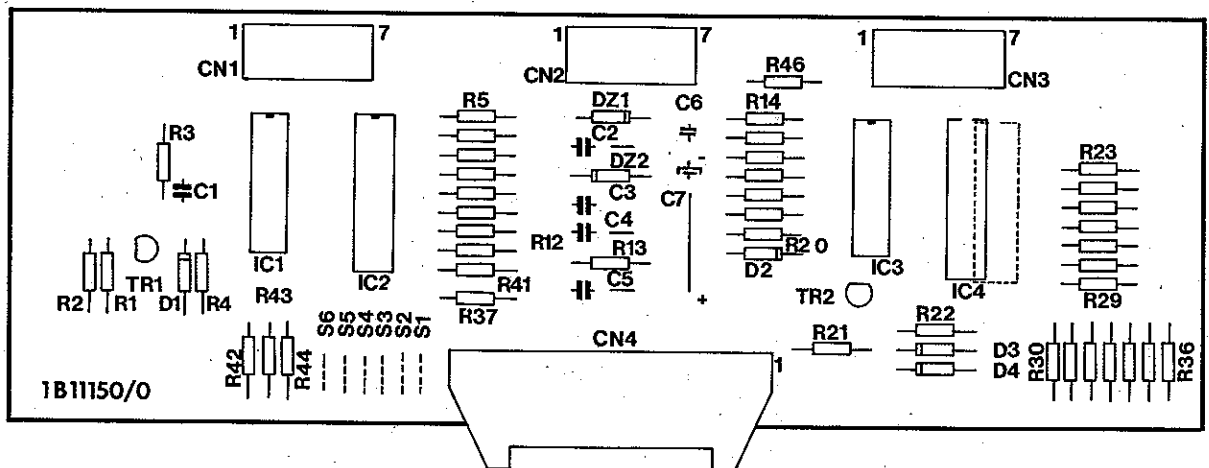 1 7
CN1
1 7
CN2
1 7
CN3
R46
R3
C1
R5
DZ1
C6
R14
C2
DZ2
C3
C7
C4
R12
R13
C5
R23
R20
D2
R2
R1
TR1
D1
R4
IC1
R43
IC2
R41
R37
TR2
IC3
IC4
R29
R42
R44
S6
S5
S4
S3
S2
S1
CN4
1
R21
R22
D3
D4
R30
R36
- 
+
1B11150/0